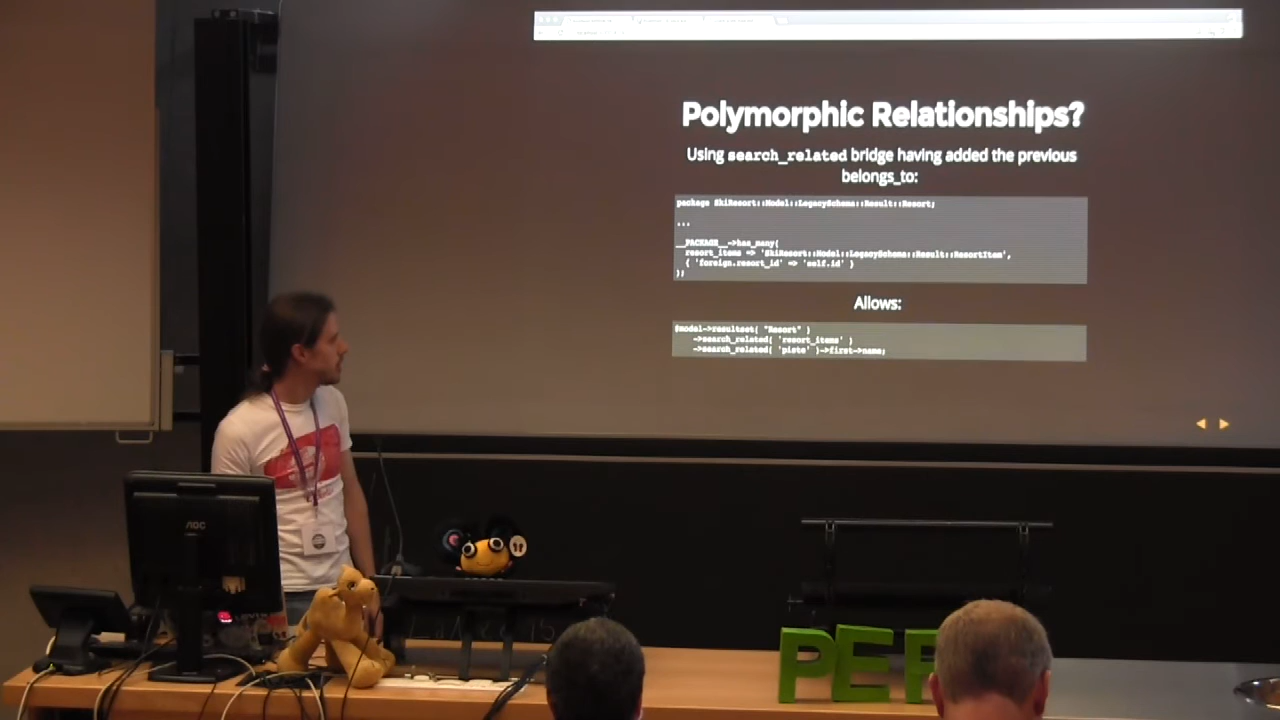 Polymorphic Relationships?
Using search_related bridge having added the previous
belongs_to:
package SkiResort::Model::LegacySchema::Result::Resort;
...
__PACKAGE__->has_many(
resort_items => 'SkiResort::Model::LegacySchema::Result::ResortItem',
{ 'foreign.resort_id' => 'self.id' }
);
Allows:
$model->resultset( "Resort" )
->search_related( 'resort_items' )
->search_related( 'piste' )->first->name;
AOC
PE